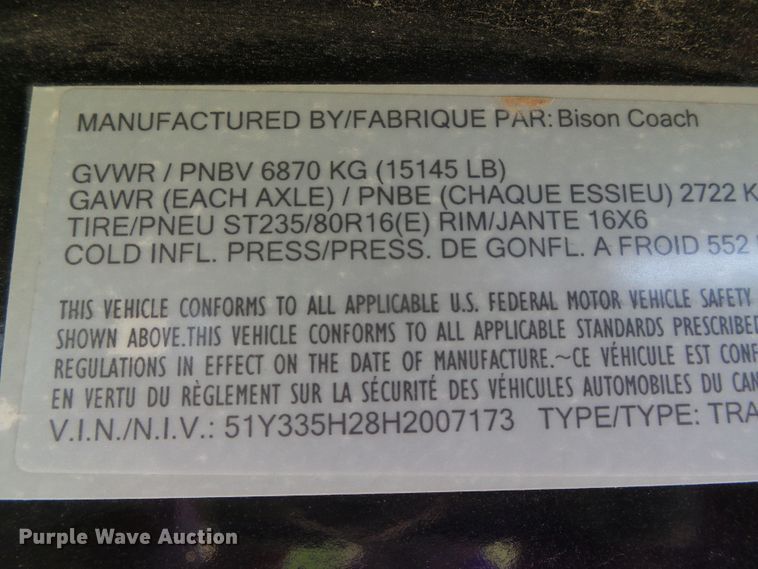 MANUFACTURED BY/FABRIQUE PAR: Bison Coach
GVWR / PNBV 6870 KG (15145 LB)
GAWR (EACH AXLE) / PNBE (CHAQUE ESSIEU) 2722 K
TIRE/PNEU ST235/80R16(E) RIM/JANTE 16X6
COLD INFL. PRESS/PRESS. DE GONFL. A FROID 552
THIS VEHICLE CONFORMS TO ALL APPLICABLE U.S. FEDERAL MOTOR VEHICLE SAFETY
SHOWN ABOVE.THIS VEHICLE CONFORMS TO ALL APPLICABLE STANDARDS PRESCRIBED
REGULATIONS IN EFFECT ON THE DATE OF MANUFACTURE.~CE VÉHICULE EST CONF
EN VERTU DU RÈGLEMENT SUR LA SÉCURITÉ DES VÉHICULES AUTOMOBILES DU CAN
V.I.N./N.I.V.: 51Y335H28H2007173 TYPE/TYPE: TRA
Purple Wave Auction